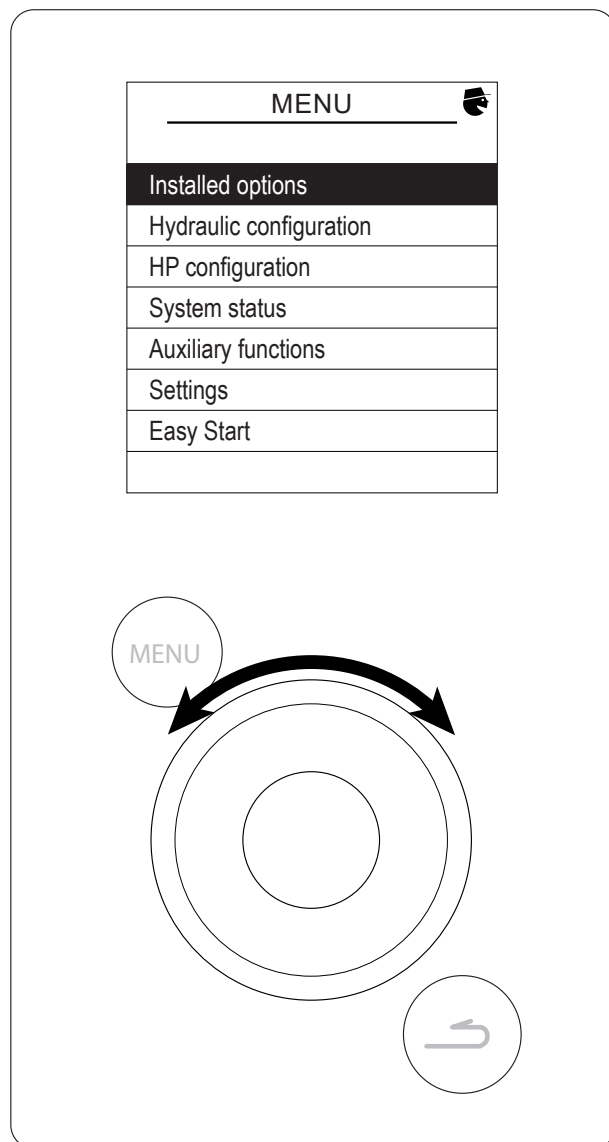 MENU
Installed options
Hydraulic configuration
HP configuration
System status
Auxiliary functions
Settings
Easy Start
MENU